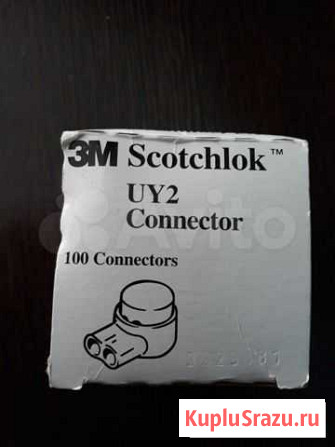 3M Scotchlok™
UY2
Connector
100 Connectors
Avito
KupluSrazu.ru